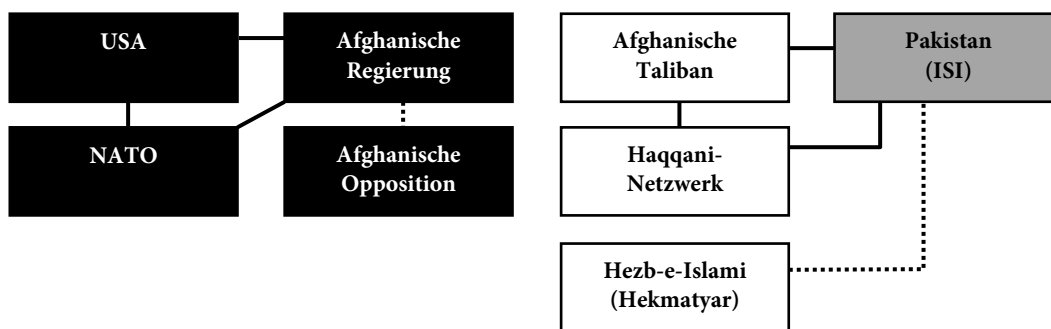 USA
Afghanische
Regierung
Afghanische
Taliban
Pakistan
(ISI)
NATO
Afghanische
Opposition
Haqqani-
Netzwerk
Hezb-e-Islami
(Hekmatyar)